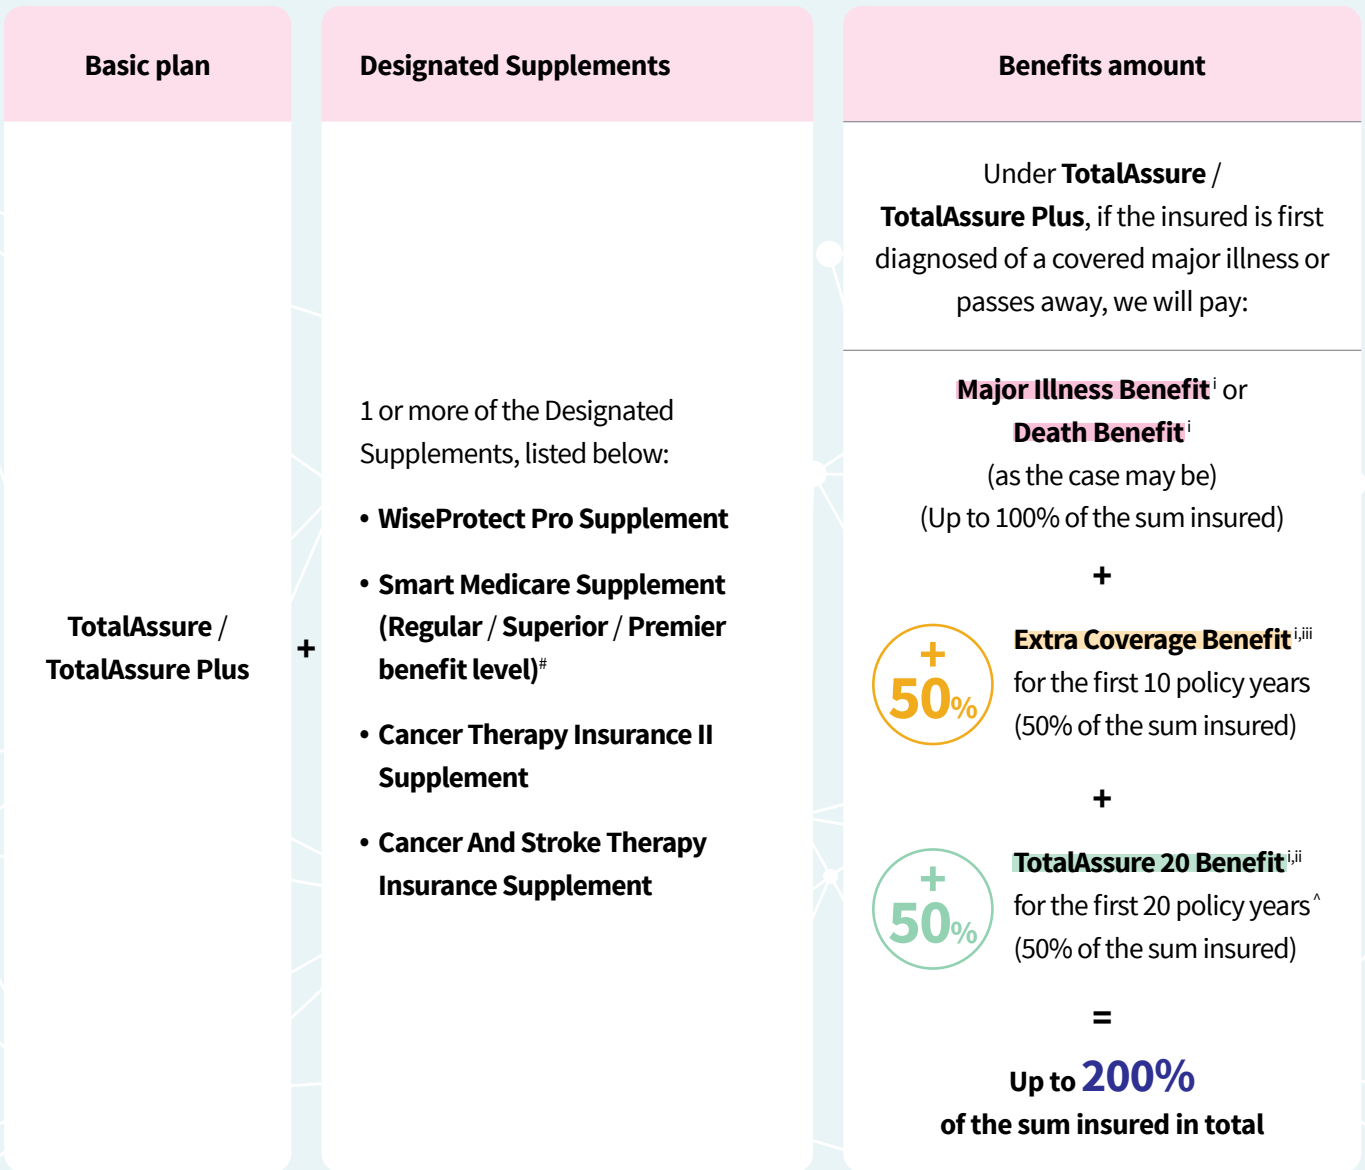 Basic plan
Designated Supplements
Benefits amount
TotalAssure /
TotalAssure Plus
+
1 or more of the Designated
Supplements, listed below:
• WiseProtect Pro Supplement
• Smart Medicare Supplement
(Regular / Superior / Premier
benefit level)#
• Cancer Therapy Insurance II
Supplement
• Cancer And Stroke Therapy
Insurance Supplement
Under TotalAssure /
TotalAssure Plus, if the insured is first
diagnosed of a covered major illness or
passes away, we will pay:
Major Illness Benefit i or
Death Benefit i
(as the case may be)
(Up to 100% of the sum insured)
+
+
50%
Extra Coverage Benefit i,iii
for the first 10 policy years
(50% of the sum insured)
+
+
50%
TotalAssure 20 Benefit i,ii
for the first 20 policy years ^
(50% of the sum insured)
=
Up to 200%
of the sum insured in total